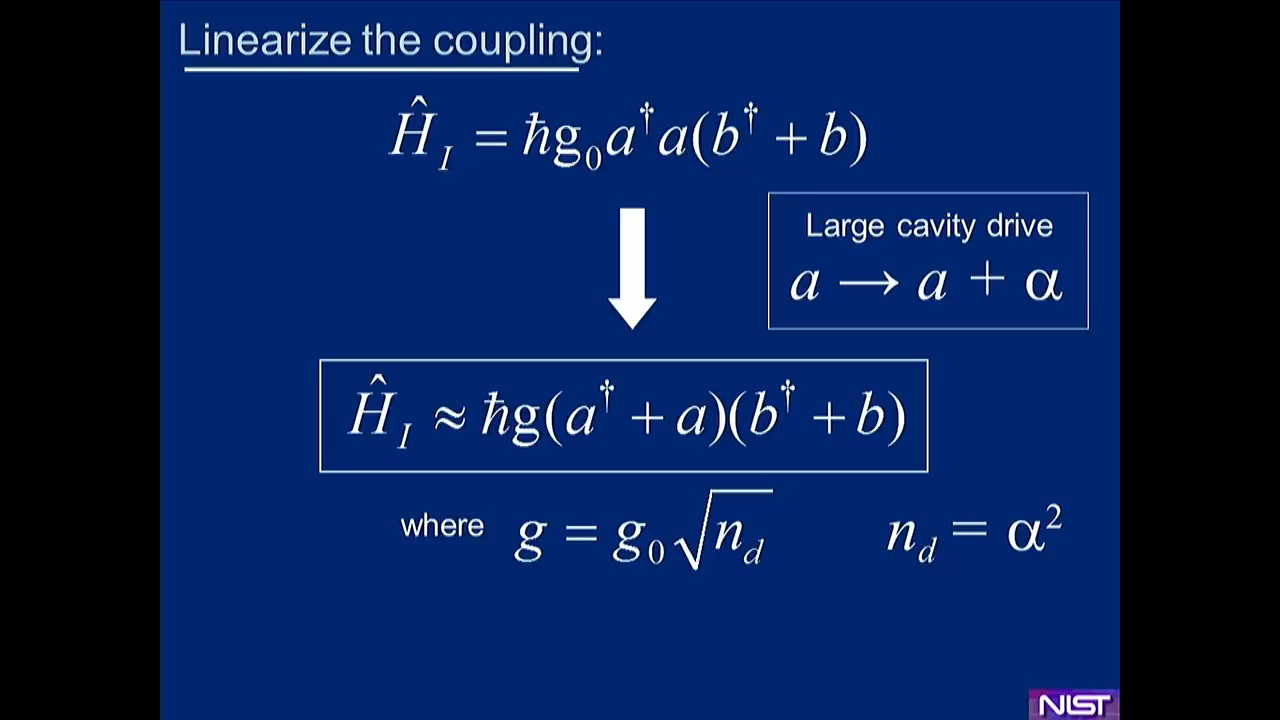 Linearize the coupling:
Ĥ_I = ħg₀a†a(b† + b)
Large cavity drive
a → a + α
Ĥ_I ≈ ħg(a† + a)(b† + b)
where g = g₀√n_d n_d = α²
NIST